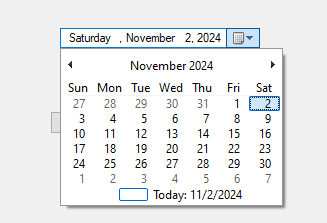 Saturday , November 2, 2024
November 2024
Sun Mon Tue Wed Thu Fri Sat
27 28 29 30 31 1 2
3 4 5 6 7 8 9
10 11 12 13 14 15 16
17 18 19 20 21 22 23
24 25 26 27 28 29 30
1 2 3 4 5 6 7
Today: 11/2/2024